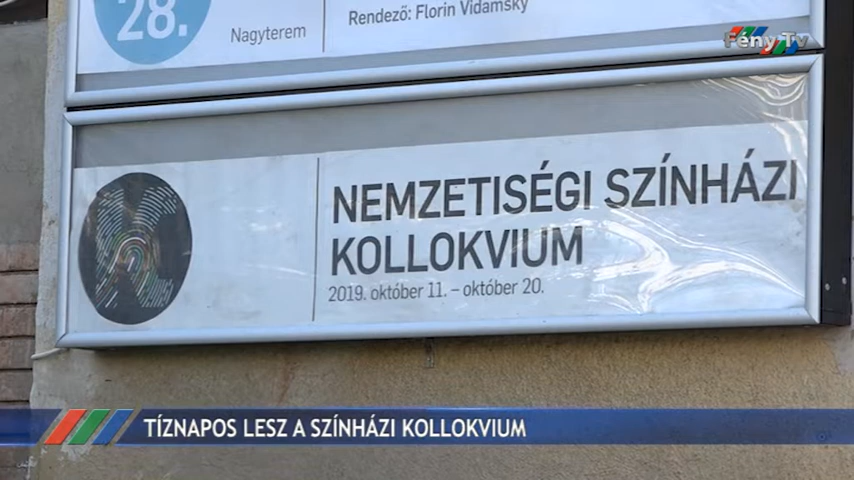 28.
Nagyterem
Rendező: Florin Vidamsky
Fény Tv
NEMZETISÉGI SZÍNHÁZI
KOLLOKVIUM
2019. október 11. – október 20.
TÍZNAPOS LESZ A SZÍNHÁZI KOLLOKVIUM